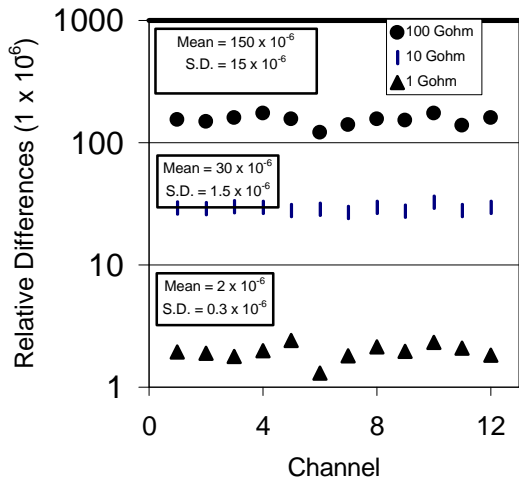 1000
100
10
1
Relative Differences (1 x 10⁶)
Mean = 150 x 10⁻⁶
S.D. = 15 x 10⁻⁶
100 Gohm
10 Gohm
1 Gohm
Mean = 30 x 10⁻⁶
S.D. = 1.5 x 10⁻⁶
Mean = 2 x 10⁻⁶
S.D. = 0.3 x 10⁻⁶
0 4 8 12
Channel